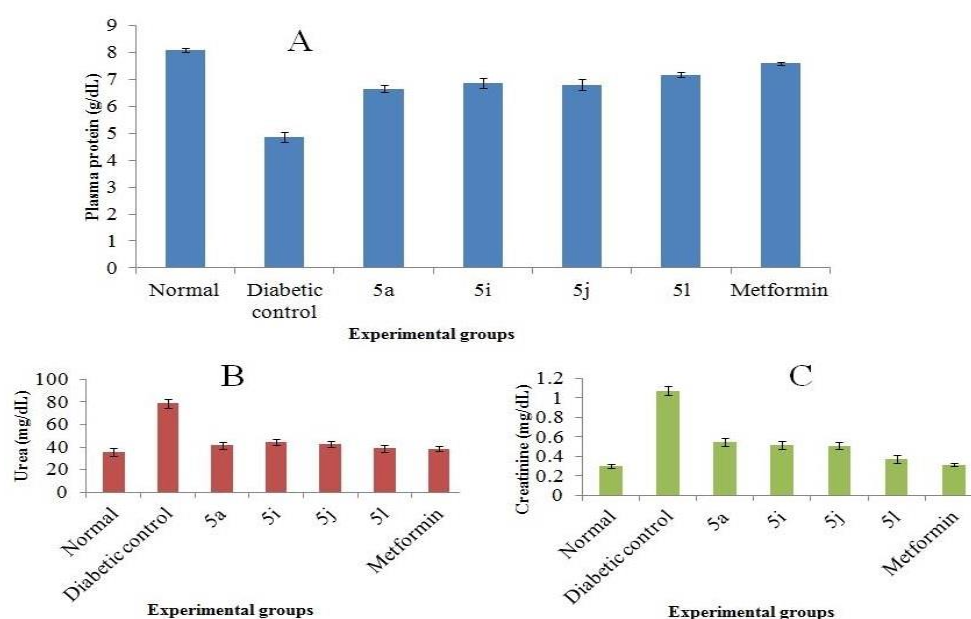 A
Plasma protein (g/dL)
9
8
7
6
5
4
3
2
1
0
Normal
Diabetic control
5a
5i
5j
5l
Metformin
Experimental groups
B
Urea (mg/dL)
100
80
60
40
20
0
Normal
Diabetic control
5a
5i
5j
5l
Metformin
Experimental groups
C
Creatinine (mg/dL)
1.2
1
0.8
0.6
0.4
0.2
0
Normal
Diabetic control
5a
5i
5j
5l
Metformin
Experimental groups